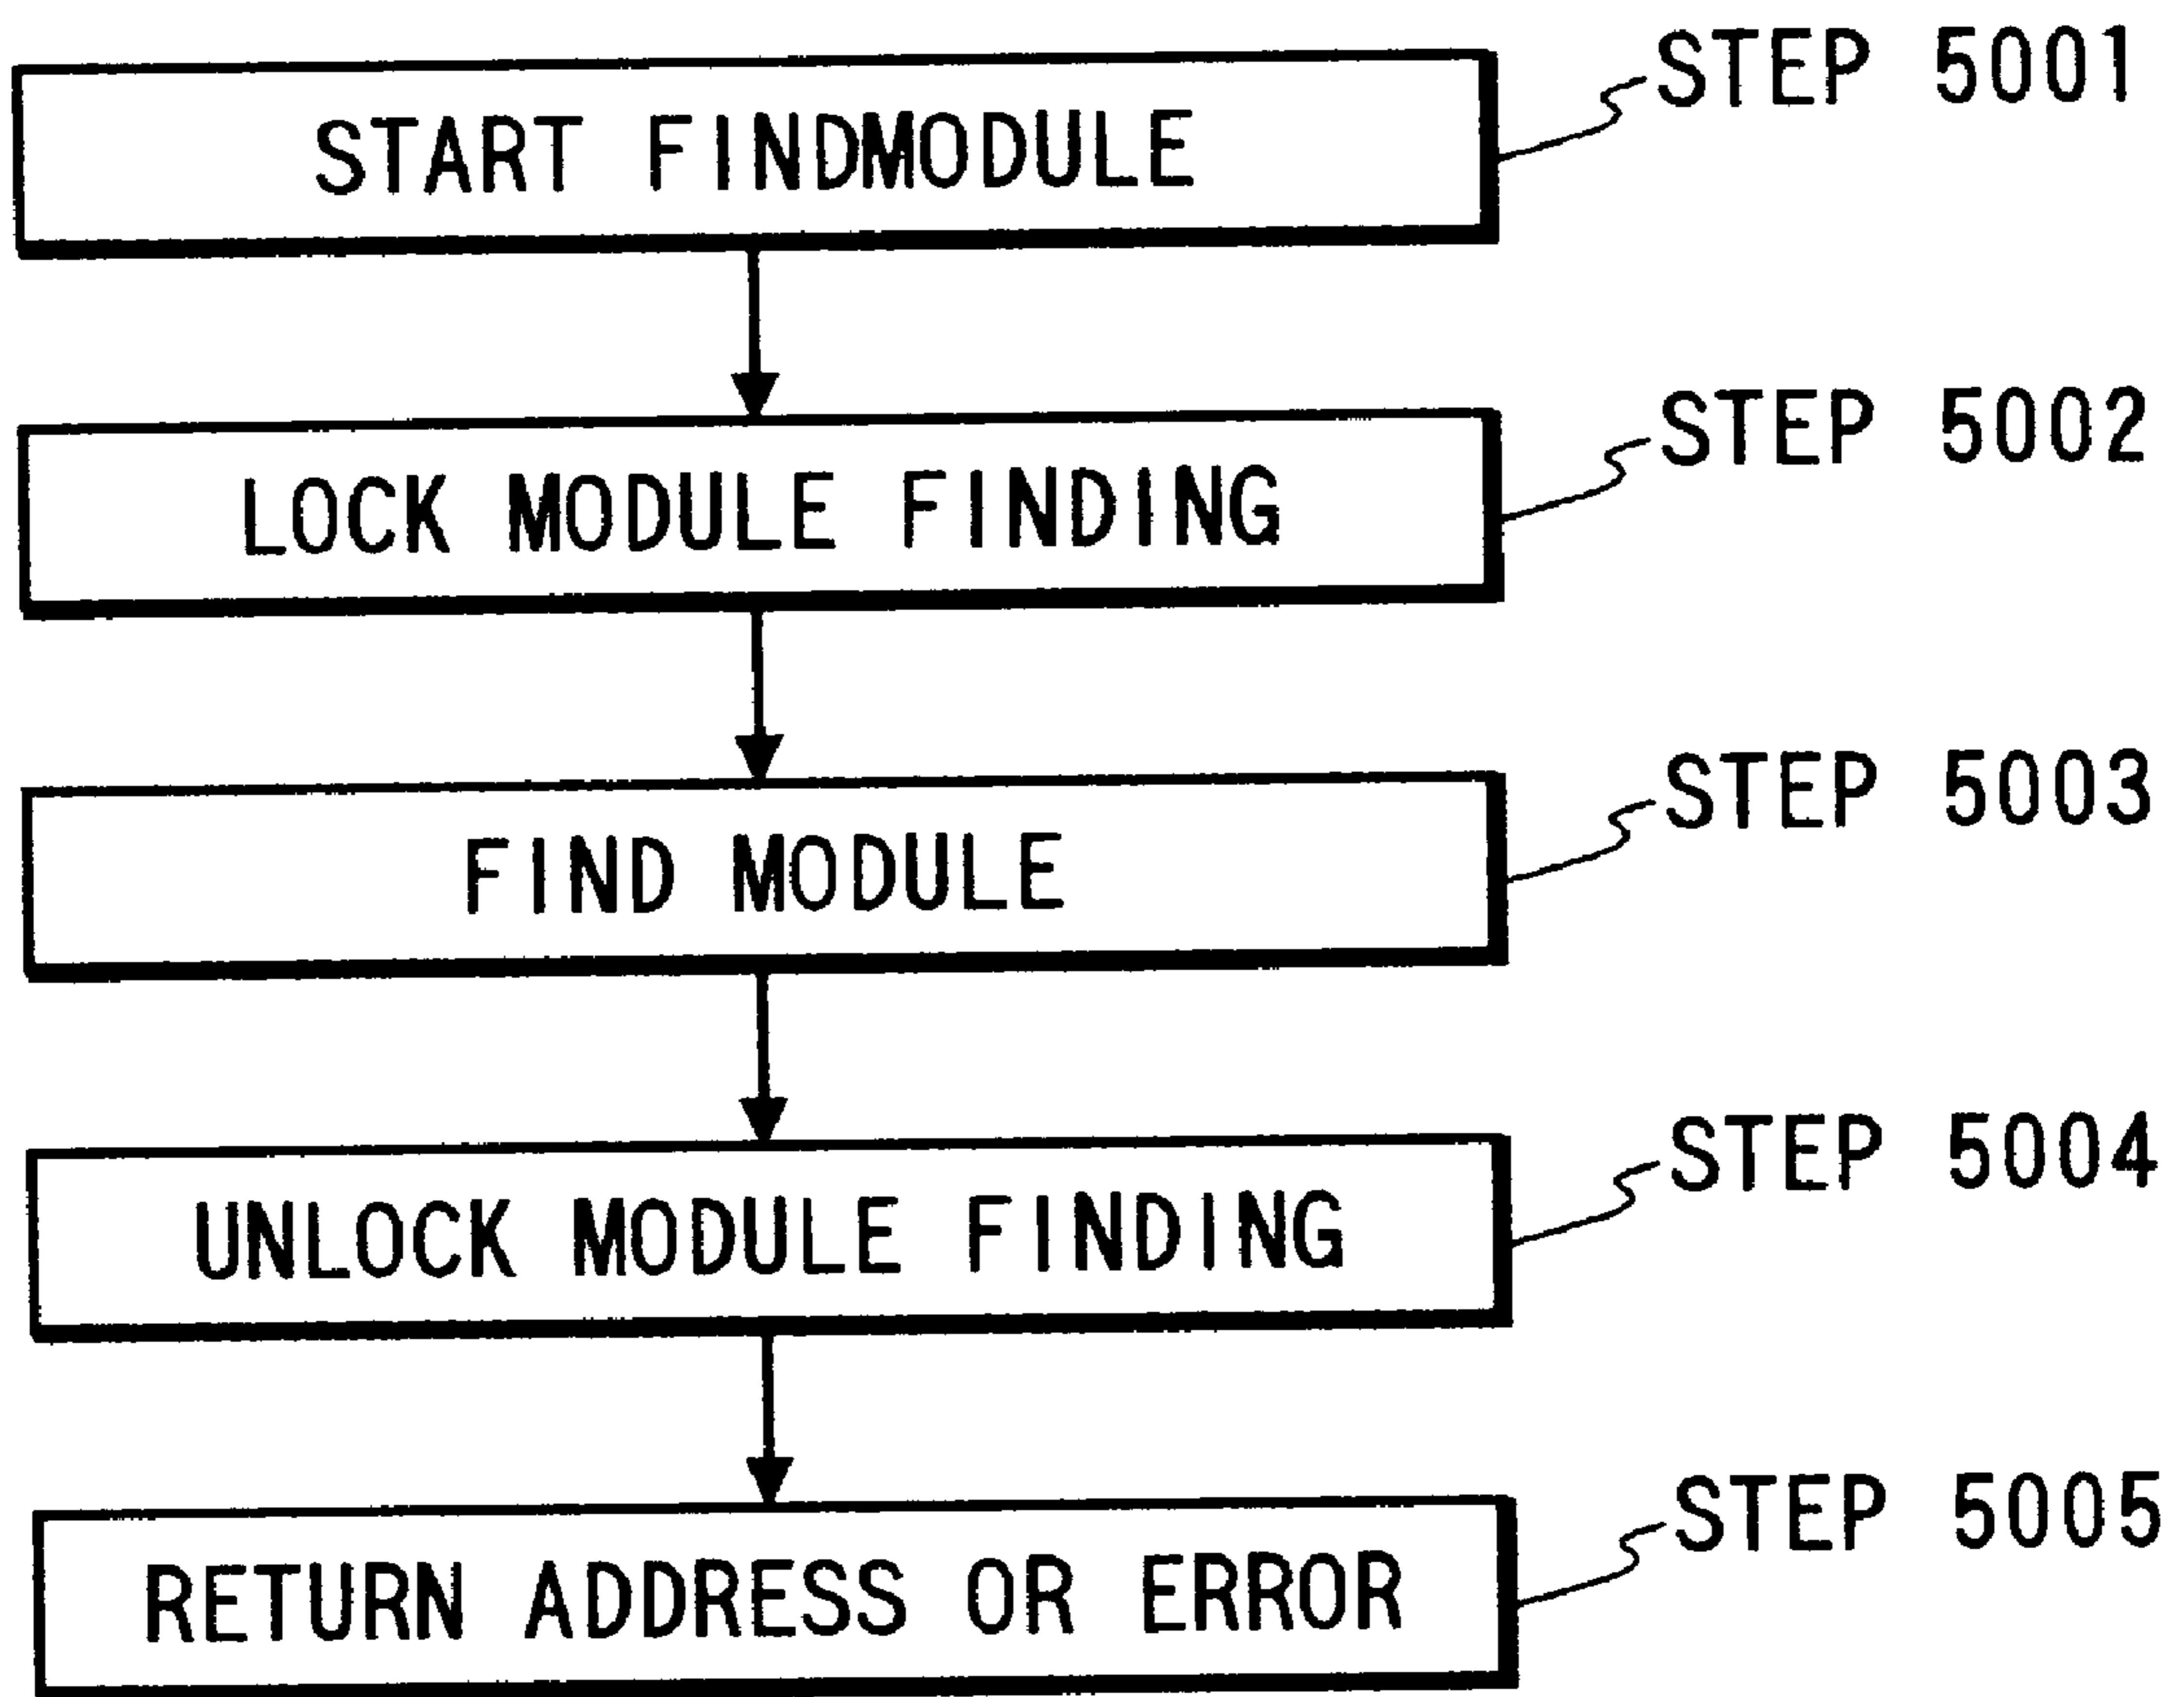 STEP 5001
START FINDMODULE
STEP 5002
LOCK MODULE FINDING
STEP 5003
FIND MODULE
STEP 5004
UNLOCK MODULE FINDING
STEP 5005
RETURN ADDRESS OR ERROR